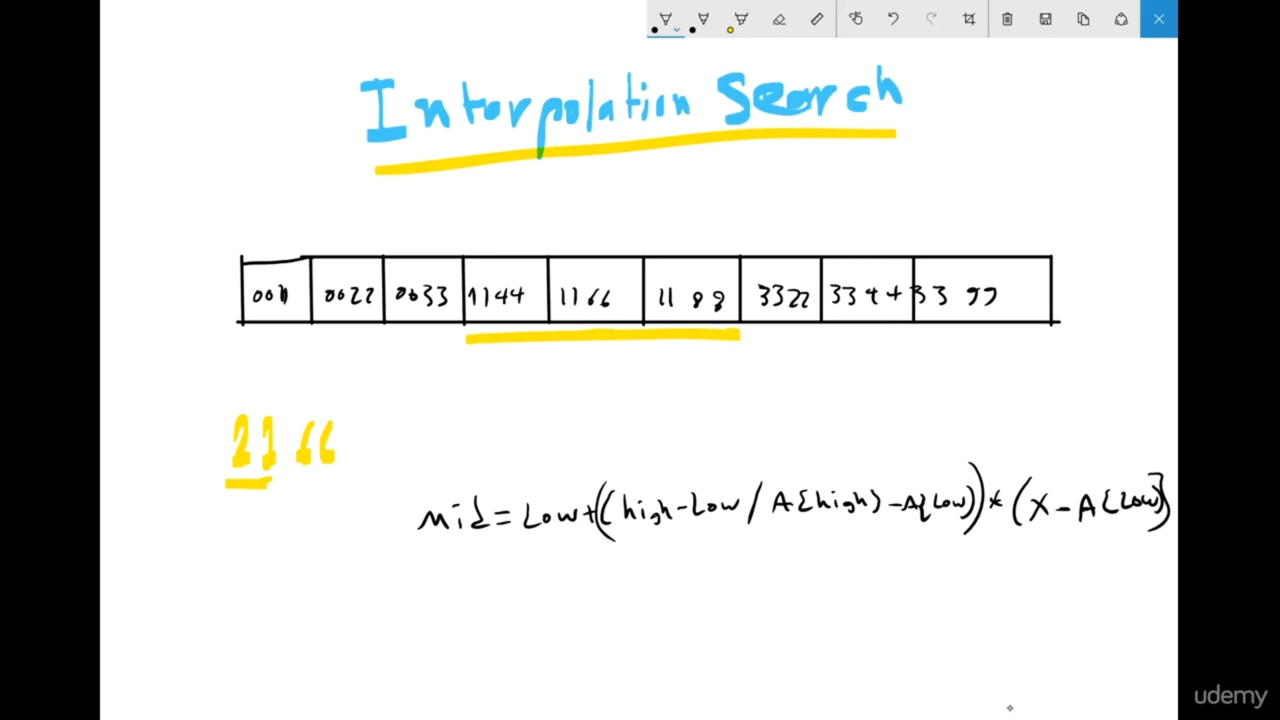 Interpolation Search
0011 0022 0033 1144 1166 1188 3322 3344 3399
1166
mid = Low + ((high - Low / A[high] - A[Low]) * (X - A[Low])
udemy